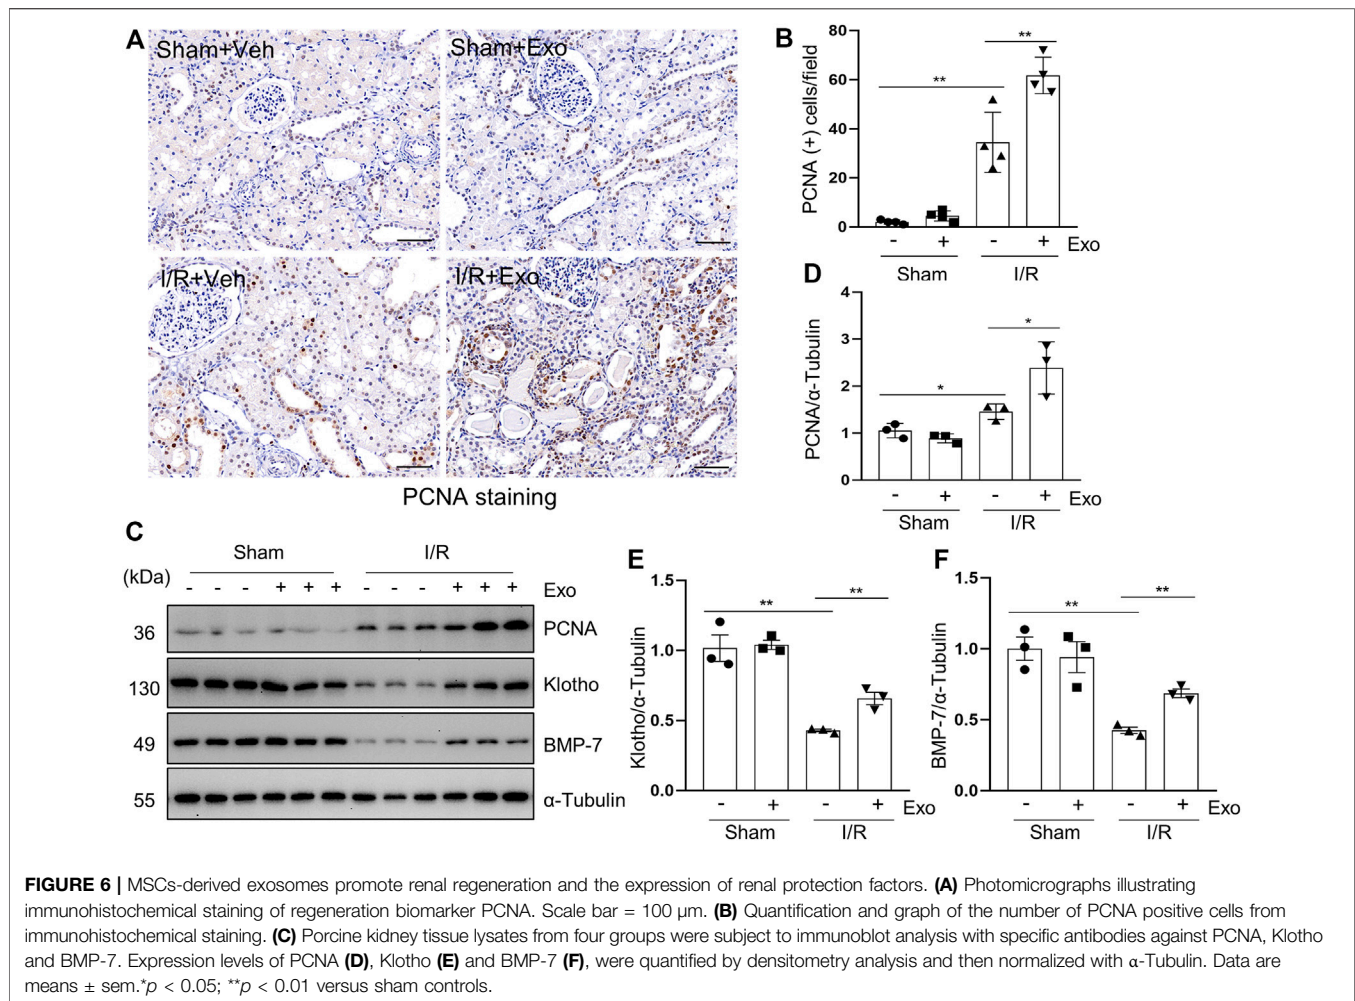 A
Sham+Veh
Sham+Exo
I/R+Veh
I/R+Exo
PCNA staining
B
PCNA (+) cells/field
80
60
40
20
0
**
**
- + - + Exo
Sham I/R
D
PCNA/α-Tubulin
4
3
2
1
0
*
*
- + - + Exo
Sham I/R
C
Sham I/R
(kDa)
- - - + + + - - - + + + Exo
36 PCNA
130 Klotho
49 BMP-7
55 α-Tubulin
E
Klotho/α-Tubulin
1.5
1.0
0.5
0.0
**
**
- + - + Exo
Sham I/R
F
BMP-7/α-Tubulin
1.5
1.0
0.5
0.0
**
**
- + - + Exo
Sham I/R
FIGURE 6 | MSCs-derived exosomes promote renal regeneration and the expression of renal protection factors. (A) Photomicrographs illustrating
immunohistochemical staining of regeneration biomarker PCNA. Scale bar = 100 μm. (B) Quantification and graph of the number of PCNA positive cells from
immunohistochemical staining. (C) Porcine kidney tissue lysates from four groups were subject to immunoblot analysis with specific antibodies against PCNA, Klotho
and BMP-7. Expression levels of PCNA (D), Klotho (E) and BMP-7 (F), were quantified by densitometry analysis and then normalized with α-Tubulin. Data are
means ± sem.*p < 0.05; **p < 0.01 versus sham controls.